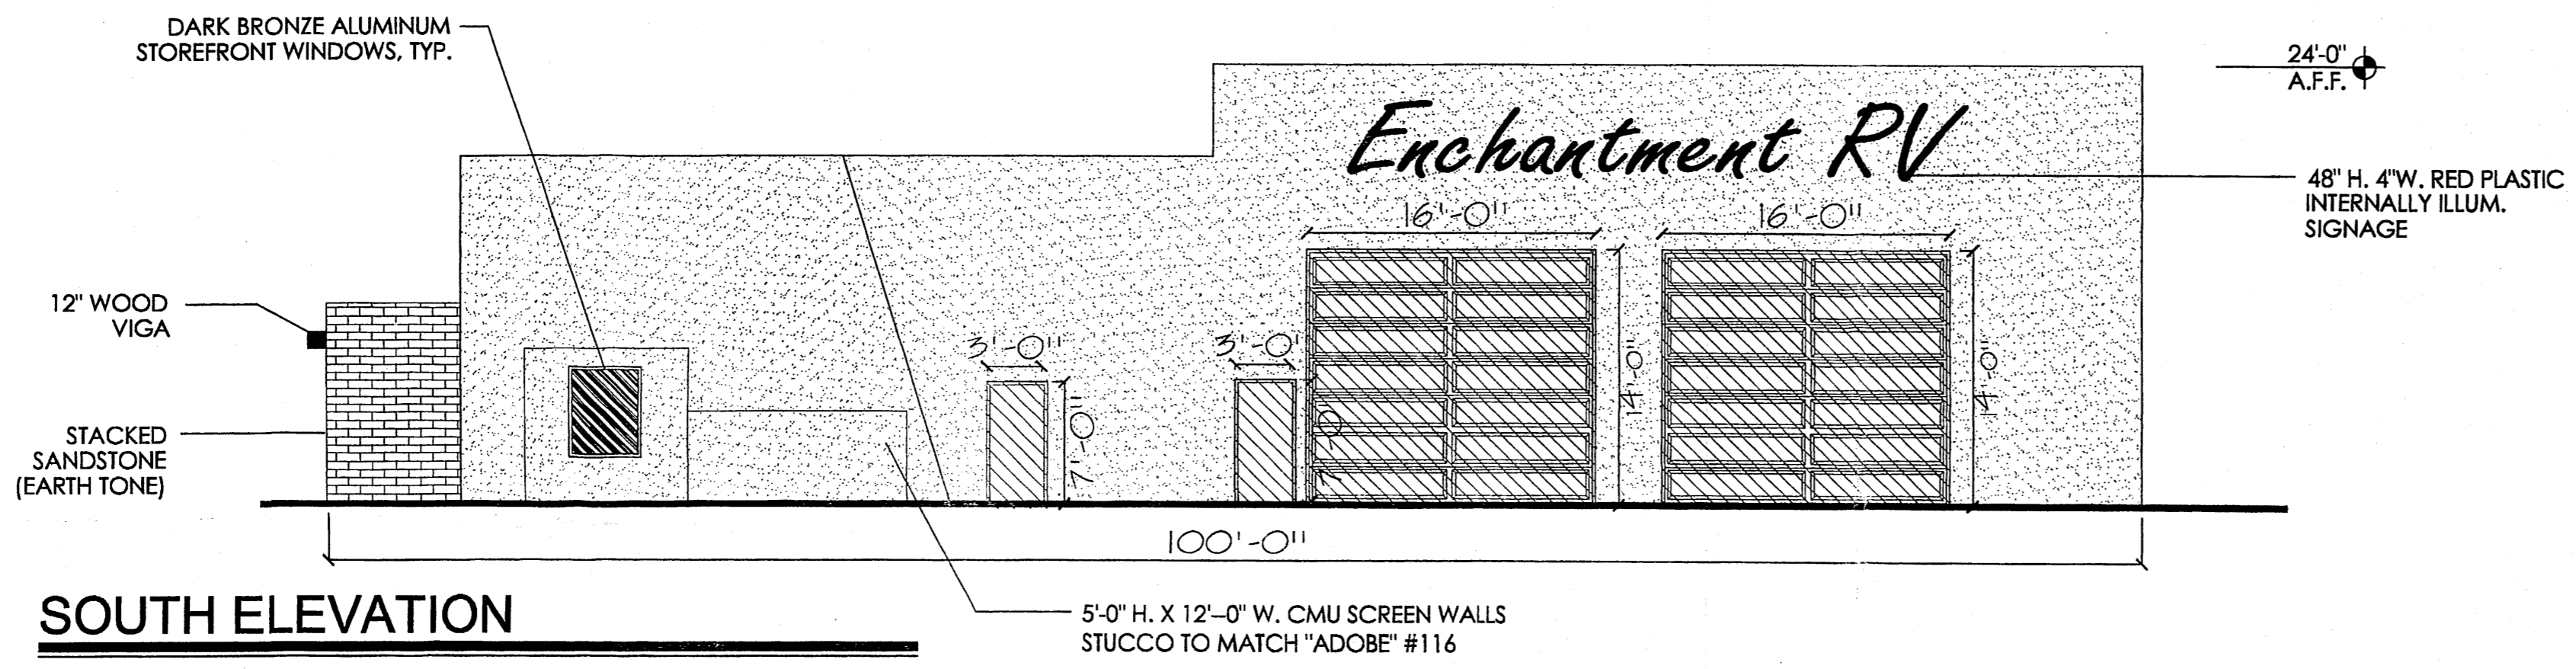 DARK BRONZE ALUMINUM
STOREFRONT WINDOWS, TYP.
24'-0"
A.F.F.
Enchantment RV
48" H. 4"W. RED PLASTIC
INTERNALLY ILLUM.
SIGNAGE
16'-0"
16'-0"
12" WOOD
VIGA
3'-0"
3'-0"
14'-0"
14'-0"
7'-0"
7'-0"
STACKED
SANDSTONE
(EARTH TONE)
100'-0"
SOUTH ELEVATION
5'-0" H. X 12'-0" W. CMU SCREEN WALLS
STUCCO TO MATCH "ADOBE" #116